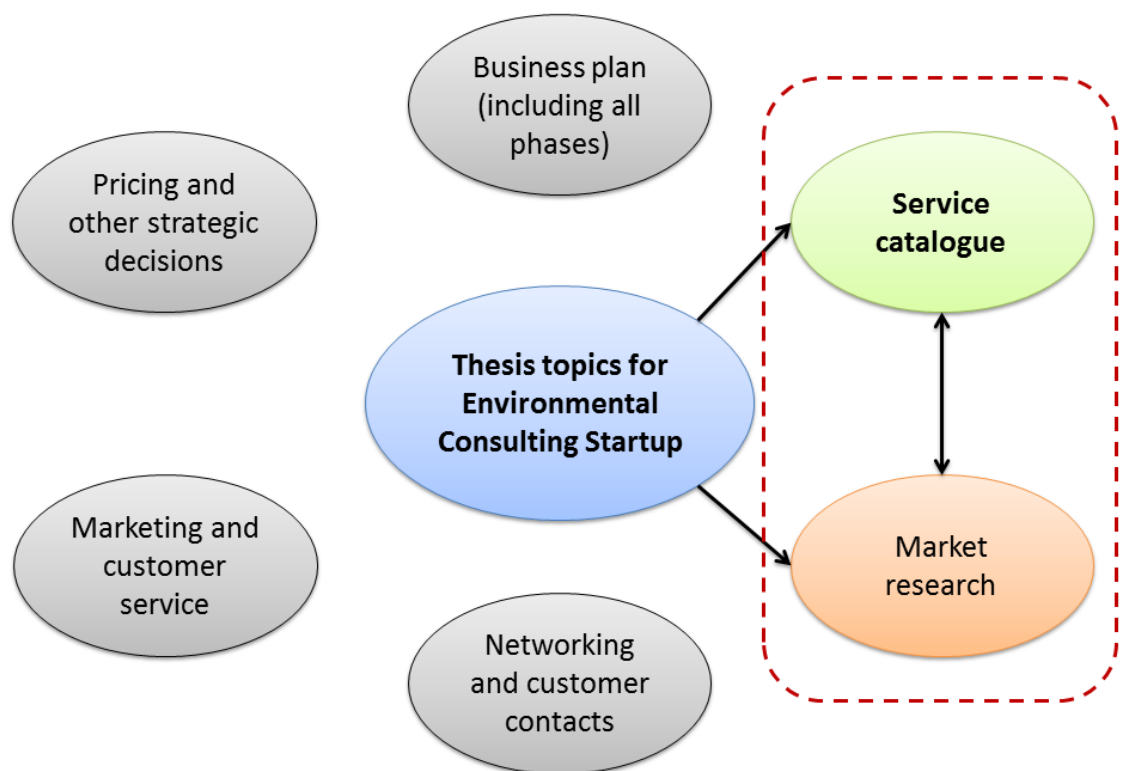 Business plan
(including all
phases)
Pricing and
other strategic
decisions
Service
catalogue
Thesis topics for
Environmental
Consulting Startup
Marketing and
customer
service
Market
research
Networking
and customer
contacts